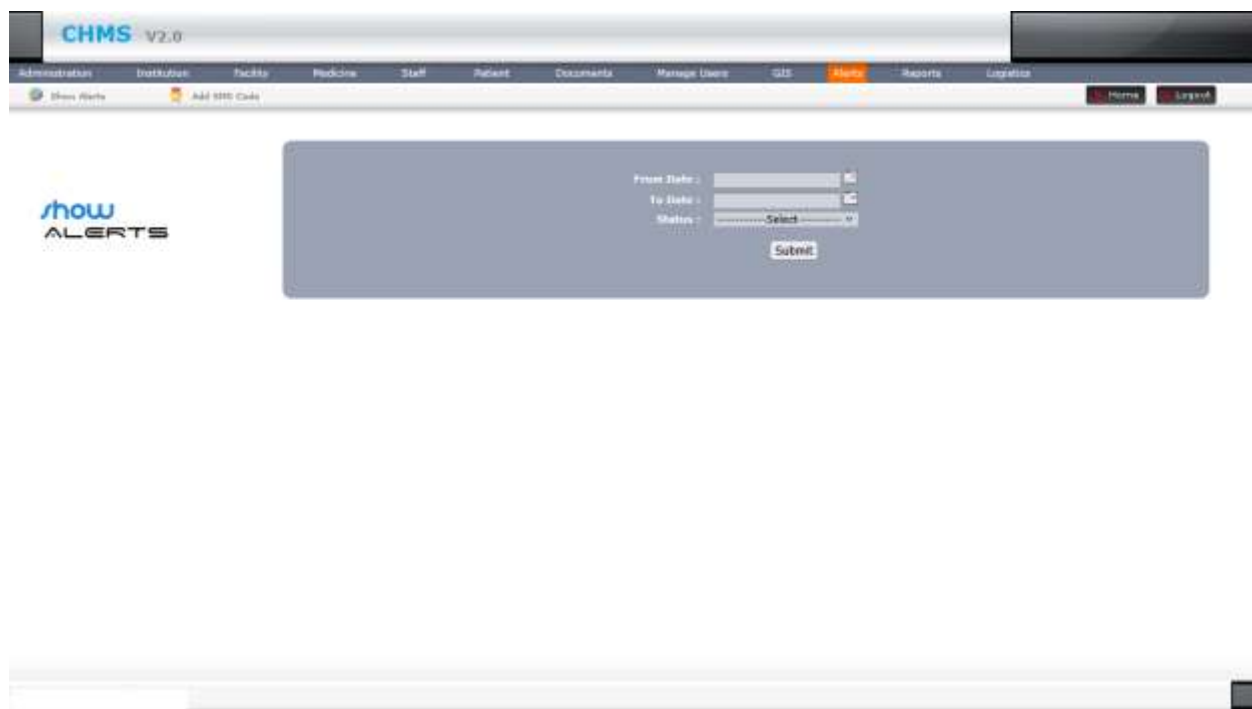 CHMS V2.0
Administration Institution Facility Medicine Staff Patient Documents Manage Users GIS Alerts Reports Logistics
Show Alerts Add SMS Code Home Logout
From Date :
show To Date :
ALERTS Status : ----------Select----------
Submit